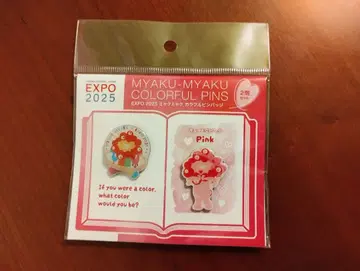 EXPO
2025
MYAKU-MYAKU
COLORFUL PINS
EXPO 2025 ミャクミャク カラフルピンバッジ
Pink
If you were a color,
what color
would you be?